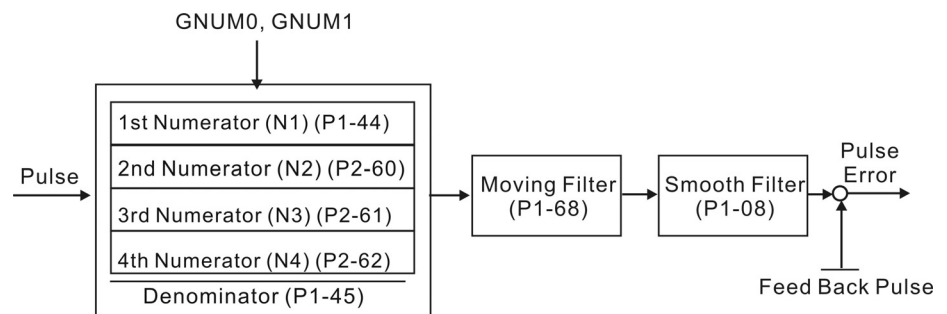 GNUM0, GNUM1
Pulse
1st Numerator (N1) (P1-44)
2nd Numerator (N2) (P2-60)
3rd Numerator (N3) (P2-61)
4th Numerator (N4) (P2-62)
Denominator (P1-45)
Moving Filter
(P1-68)
Smooth Filter
(P1-08)
Pulse
Error
Feed Back Pulse